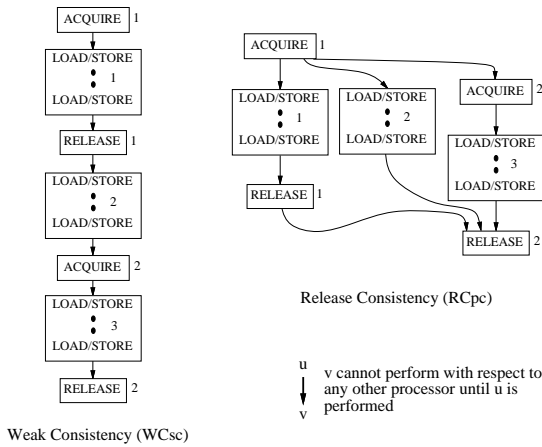 ACQUIRE 1
LOAD/STORE
1
LOAD/STORE
RELEASE 1
LOAD/STORE
2
LOAD/STORE
ACQUIRE 2
LOAD/STORE
3
LOAD/STORE
RELEASE 2
Weak Consistency (WCsc)
ACQUIRE 1
LOAD/STORE
1
LOAD/STORE
RELEASE 1
LOAD/STORE
2
LOAD/STORE
ACQUIRE 2
LOAD/STORE
3
LOAD/STORE
RELEASE 2
Release Consistency (RCpc)
u
v
v cannot perform with respect to
any other processor until u is
performed